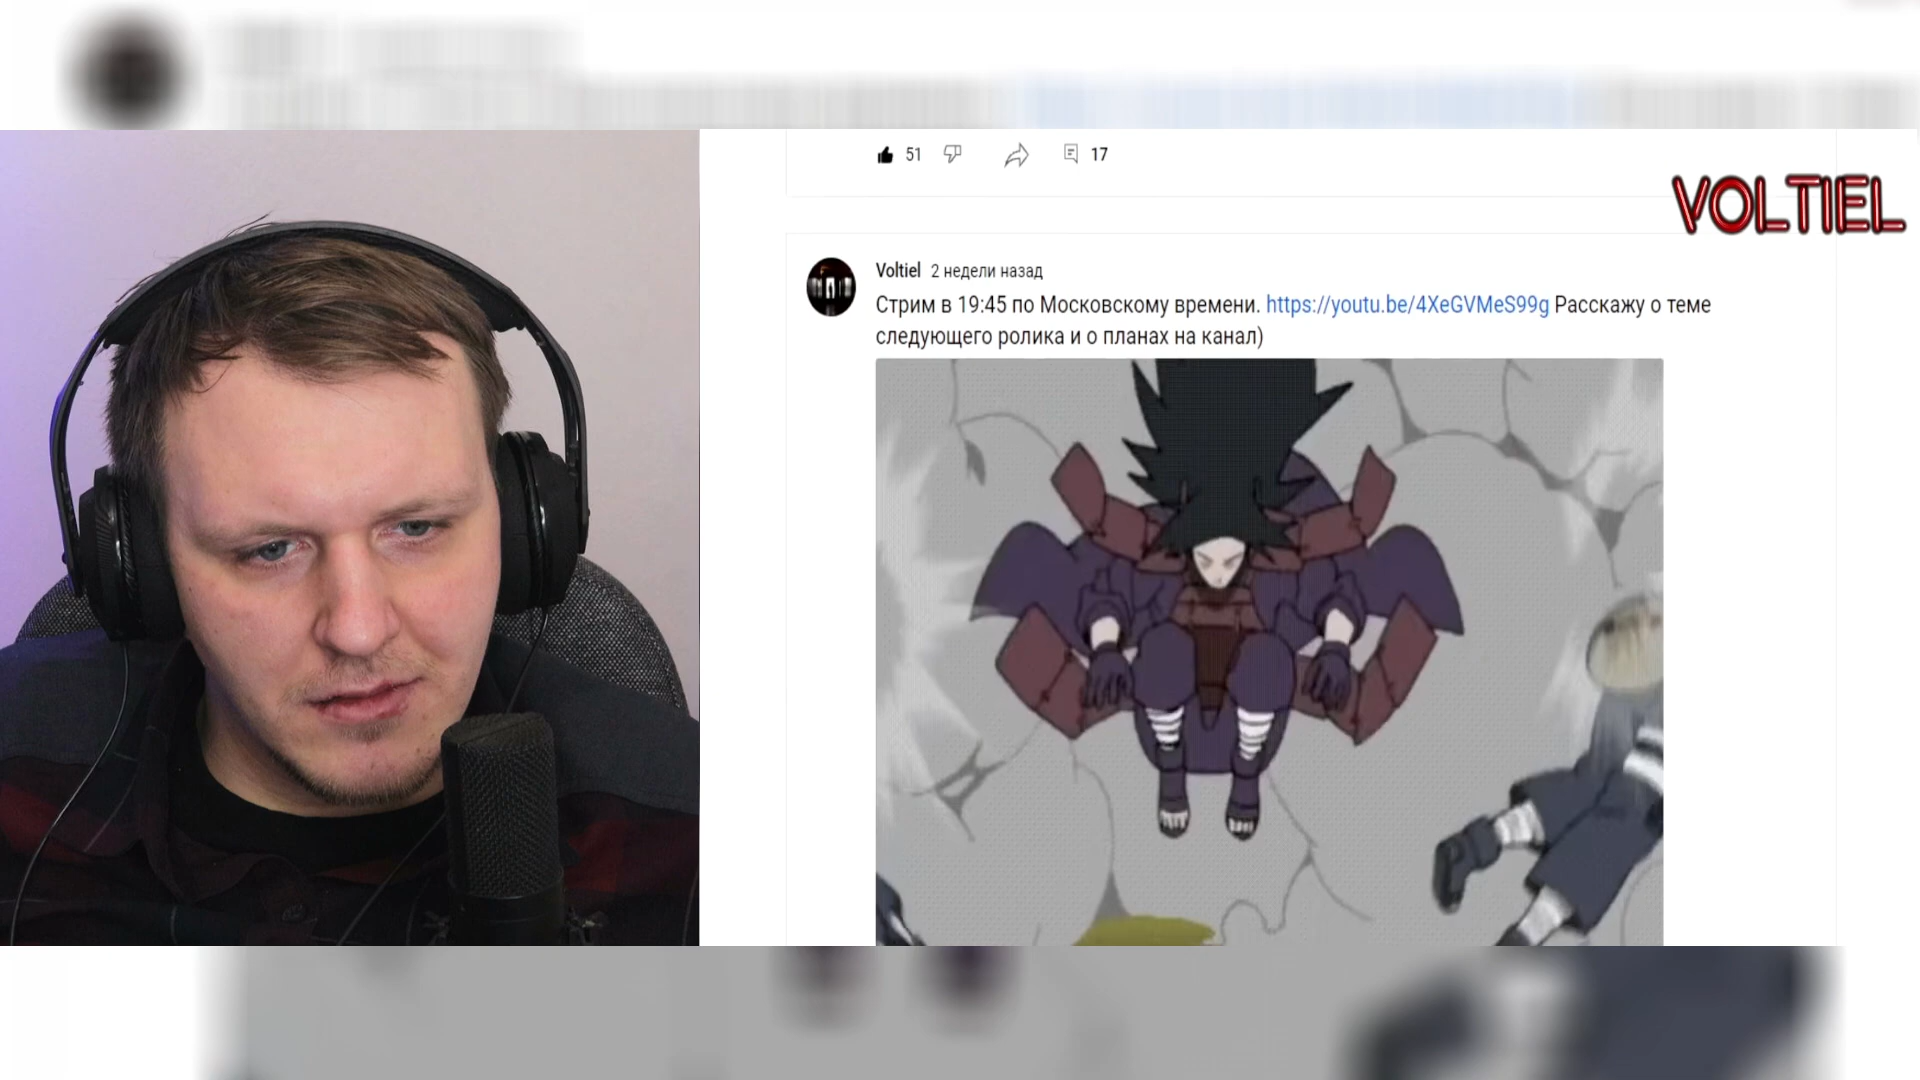 51
17
VOLTIEL
Voltiel 2 недели назад
Стрим в 19:45 по Московскому времени. https://youtu.be/4XeGVMeS99g Расскажу о теме
следующего ролика и о планах на канал)